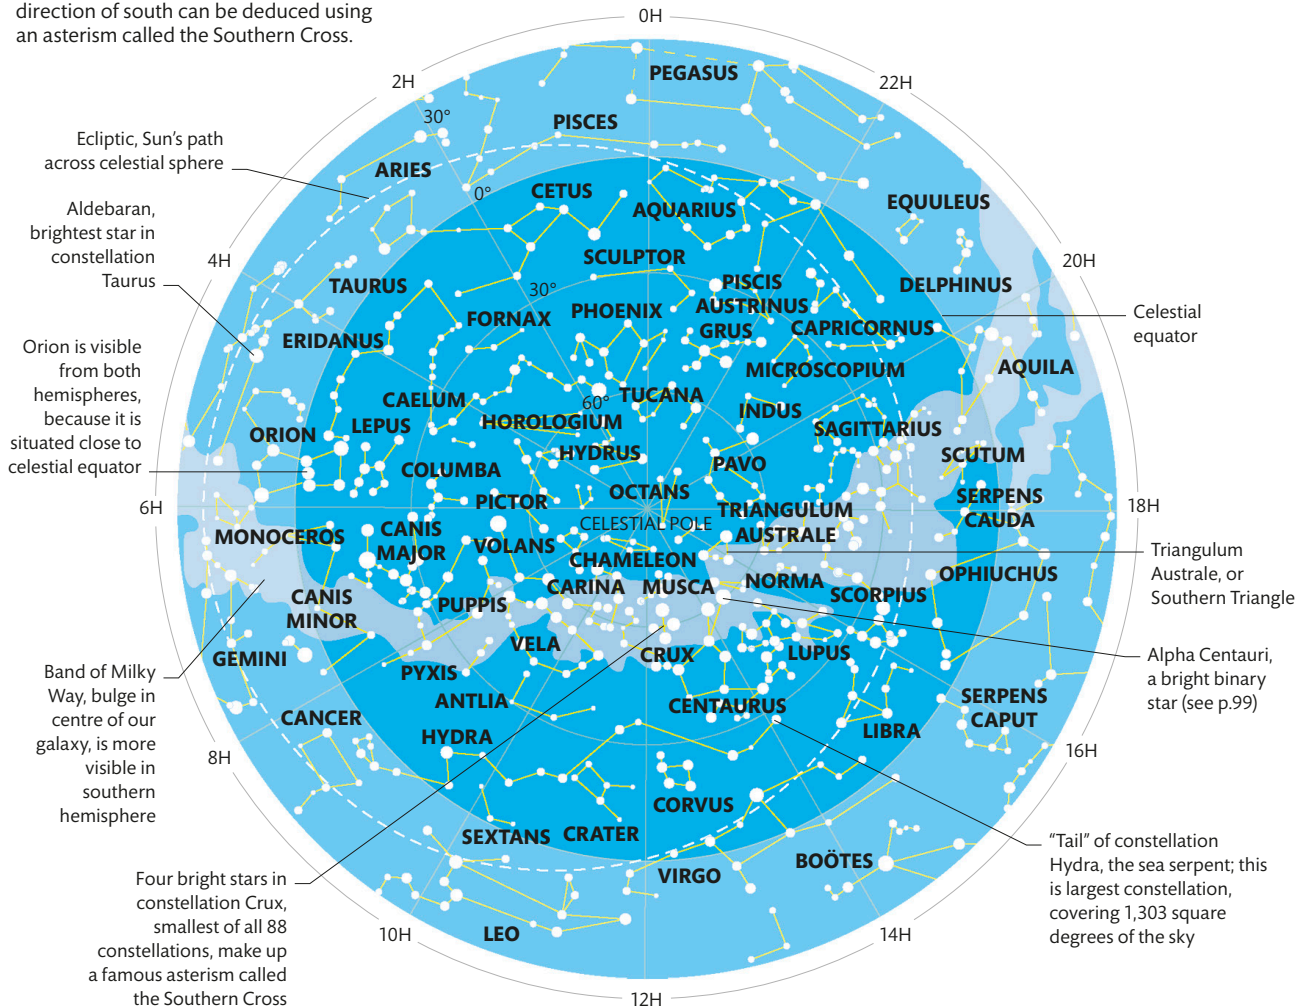 direction of south can be deduced using
an asterism called the Southern Cross.
0H
2H
22H
30°
PEGASUS
PISCES
Ecliptic, Sun's path
across celestial sphere
ARIES
0°
CETUS
AQUARIUS
EQUULEUS
Aldebaran,
brightest star in
constellation
Taurus
4H
20H
SCULPTOR
TAURUS
30°
PISCIS
AUSTRINUS
DELPHINUS
PHOENIX
FORNAX
GRUS
CAPRICORNUS
Celestial
equator
ERIDANUS
Orion is visible
from both
hemispheres,
because it is
situated close to
celestial equator
MICROSCOPIUM
AQUILA
CAELUM
60°
TUCANA
HOROLOGIUM
INDUS
ORION
LEPUS
SAGITTARIUS
HYDRUS
SCUTUM
COLUMBA
PAVO
OCTANS
PICTOR
SERPENS
CAUDA
6H
18H
TRIANGULUM
AUSTRALE
CELESTIAL POLE
MONOCEROS
CANIS
MAJOR
VOLANS
CHAMELEON
Triangulum
Australe, or
Southern Triangle
CARINA
MUSCA
NORMA
OPHIUCHUS
SCORPIUS
CANIS
MINOR
PUPPIS
VELA
CRUX
LUPUS
GEMINI
PYXIS
Alpha Centauri,
a bright binary
star (see p.99)
Band of Milky
Way, bulge in
centre of our
galaxy, is more
visible in
southern
hemisphere
ANTLIA
CENTAURUS
SERPENS
CAPUT
CANCER
LIBRA
HYDRA
8H
16H
CORVUS
SEXTANS
CRATER
BOÖTES
VIRGO
"Tail" of constellation
Hydra, the sea serpent; this
is largest constellation,
covering 1,303 square
degrees of the sky
Four bright stars in
constellation Crux,
smallest of all 88
constellations, make up
a famous asterism called
the Southern Cross
LEO
10H
14H
12H